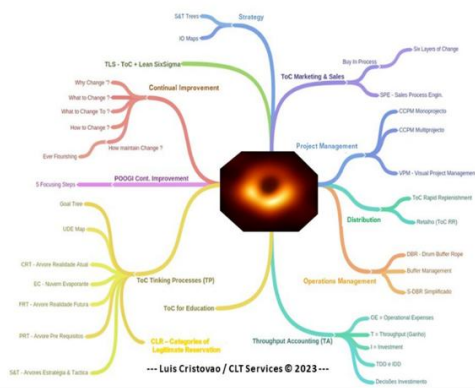 S&T Trees
Strategy
IO Maps
TLS - ToC + Lean SixSigma
Continual Improvement
Why Change ?
What to Change ?
What to Change To ?
How to Change ?
How maintain Change ?
Ever Flourishing
5 Focusing Steps
POOGI Cont. Improvement
Goal Tree
UDE Map
CRT - Arvore Realidade Atual
EC - Nuvem Evaporante
FRT - Arvore Realidade Futura
PRT - Arvore Pre Requisitos
S&T - Arvores Estratégia & Táctica
ToC Tinking Processes (TP)
ToC for Education
CLR - Categories of
Legitimate Reservation
ToC Marketing & Sales
Buy In Process
Six Layers of Change
SPE - Sales Process Engin.
Project Management
CCPM Monoprojects
CCPM Multiprojects
VPM - Visual Project Management
Distribution
ToC Rapid Replenishment
Retalho (ToC RR)
Operations Management
DBR - Drum Buffer Rope
Buffer Management
S-DBR Simplificado
Throughput Accounting (TA)
OE = Operational Expenses
T = Throughput (Ganho)
I = Investment
TDD e IDD
Decisões Investimento
--- Luis Cristovao / CLT Services © 2023 ---